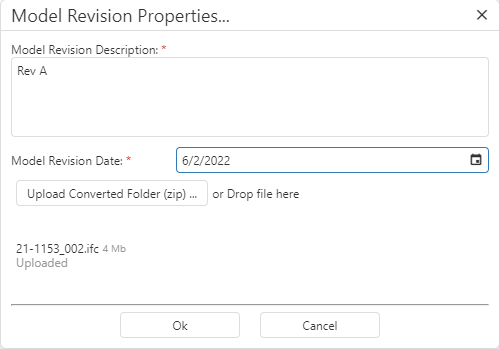 Model Revision Properties...
Model Revision Description: *
Rev A
Model Revision Date: * 6/2/2022
Upload Converted Folder (zip) ... or Drop file here
21-1153_002.ifc 4 Mb
Uploaded
Ok Cancel